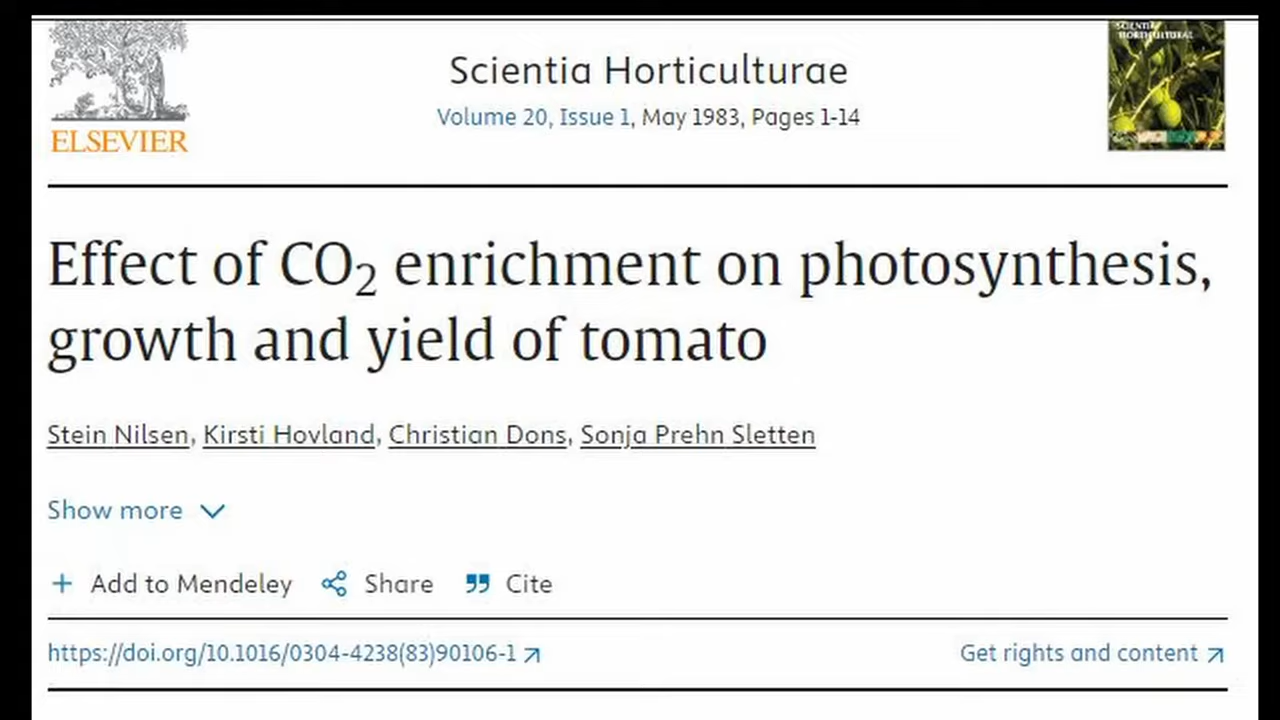 Scientia Horticulturae
Volume 20, Issue 1, May 1983, Pages 1-14
ELSEVIER
SCIENTIA
HORTICULTURAE
Effect of CO₂ enrichment on photosynthesis,
growth and yield of tomato
Stein Nilsen, Kirsti Hovland, Christian Dons, Sonja Prehn Sletten
Show more
Add to Mendeley Share Cite
https://doi.org/10.1016/0304-4238(83)90106-1
Get rights and content